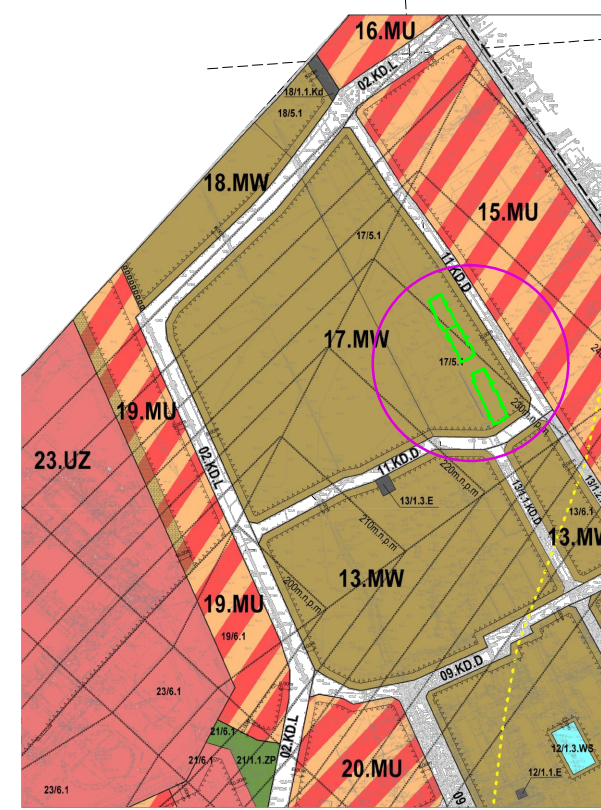 16.MU
02.KD.L
18/1.1.Kd
18/5.1
18.MW
15.MU
17/5.1
11.KD.D
17.MW
17/5.1
230m.n.p.m
19.MU
02.KD.L
23.UŻ
11.KD.D
220m.n.p.m
13/1.3.E
13/1.1.KD.D
13/6.1
13.MW
210m.n.p.m
13.MW
200m.n.p.m
19.MU
19/6.1
09.KD.D
23/6.1
21/6.1
02.KD.L
12/1.3.WS
21/6.1
21/1.1.ZP
20.MU
12/1.1.E
23/6.1
09